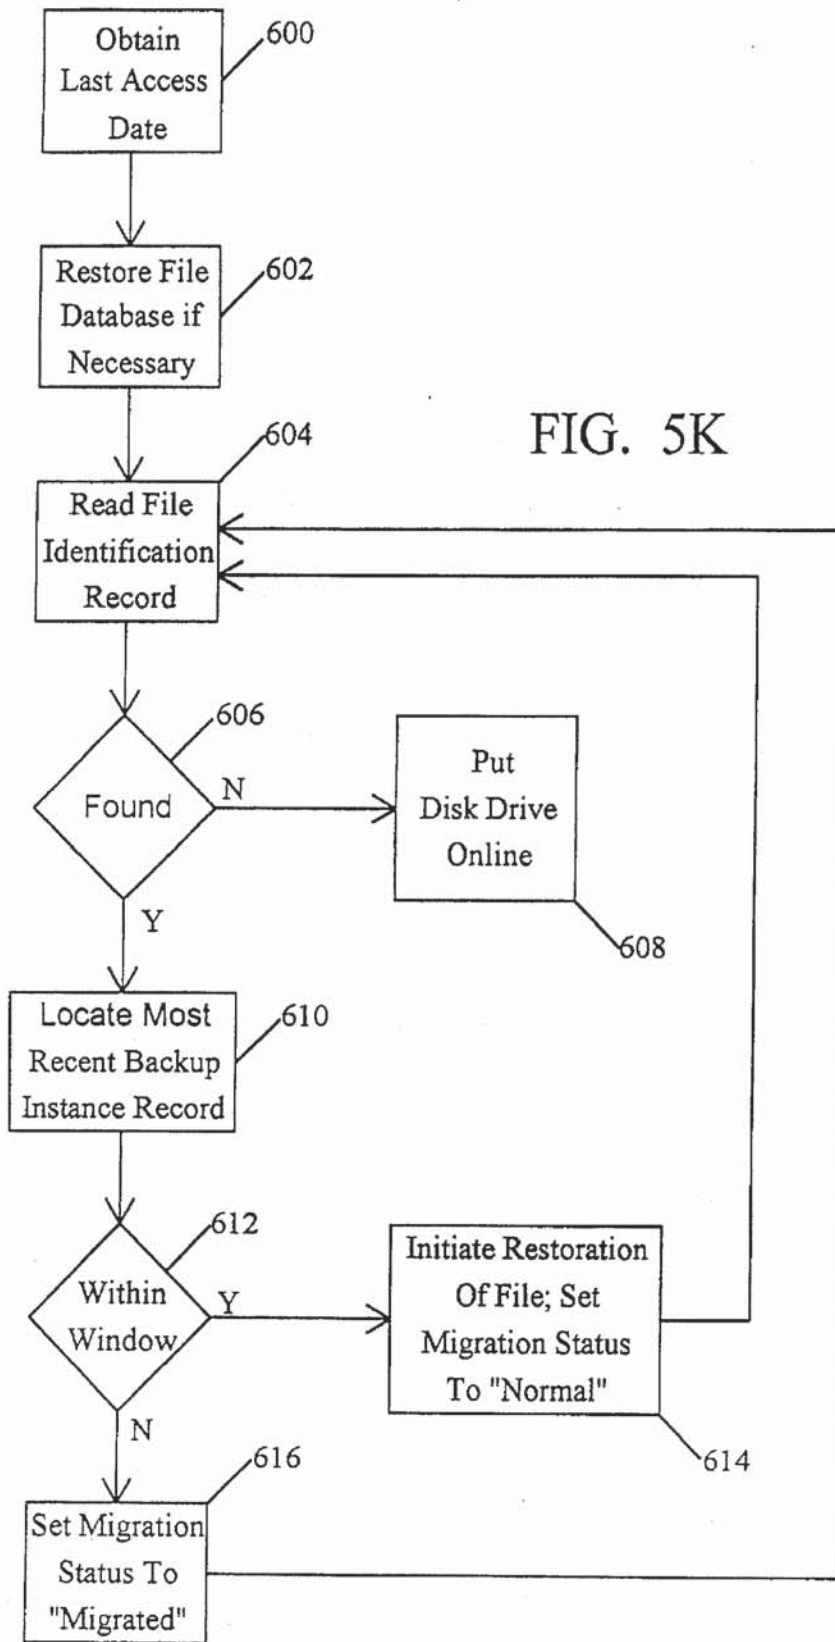 Obtain
Last Access
Date
600
Restore File
Database if
Necessary
602
FIG. 5K
604
Read File
Identification
Record
606
Found
N
Y
Put
Disk Drive
Online
608
Locate Most
Recent Backup
Instance Record
610
612
Within
Window
Y
N
Initiate Restoration
Of File; Set
Migration Status
To "Normal"
614
616
Set Migration
Status To
"Migrated"